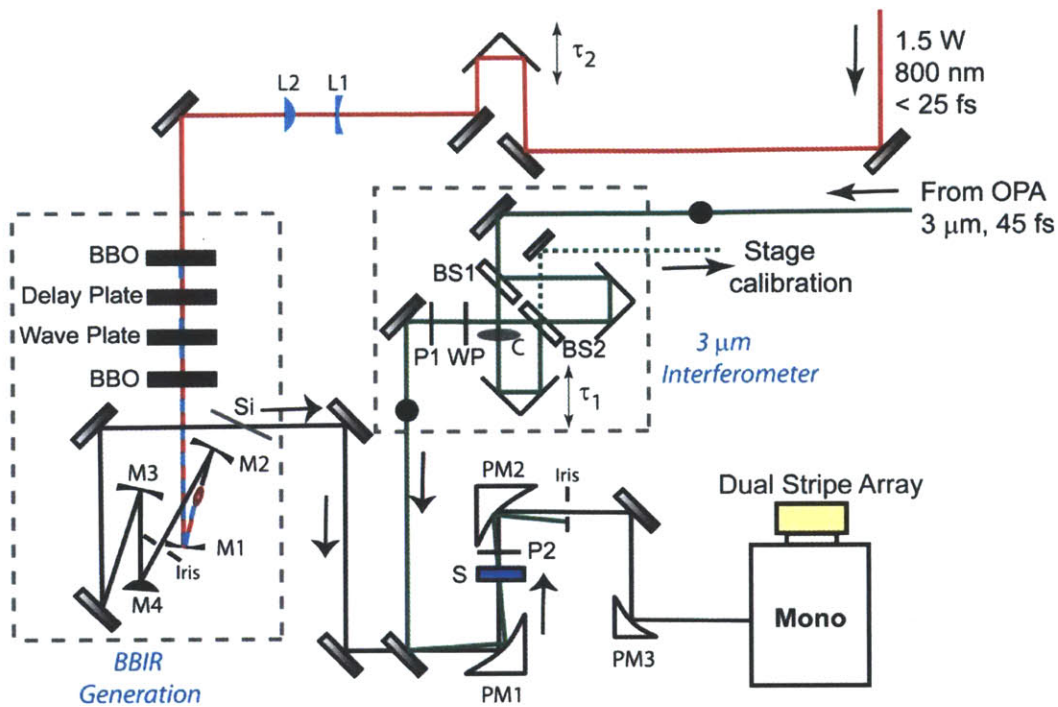 τ2
1.5 W
800 nm
< 25 fs
L2
L1
From OPA
3 μm, 45 fs
BBO
Delay Plate
Wave Plate
BBO
BS1
Stage
calibration
P1
WP
C
BS2
3 μm
Interferometer
τ1
Si
M2
M3
M1
Iris
M4
PM2
Iris
Dual Stripe Array
P2
S
Mono
PM1
PM3
BBIR
Generation